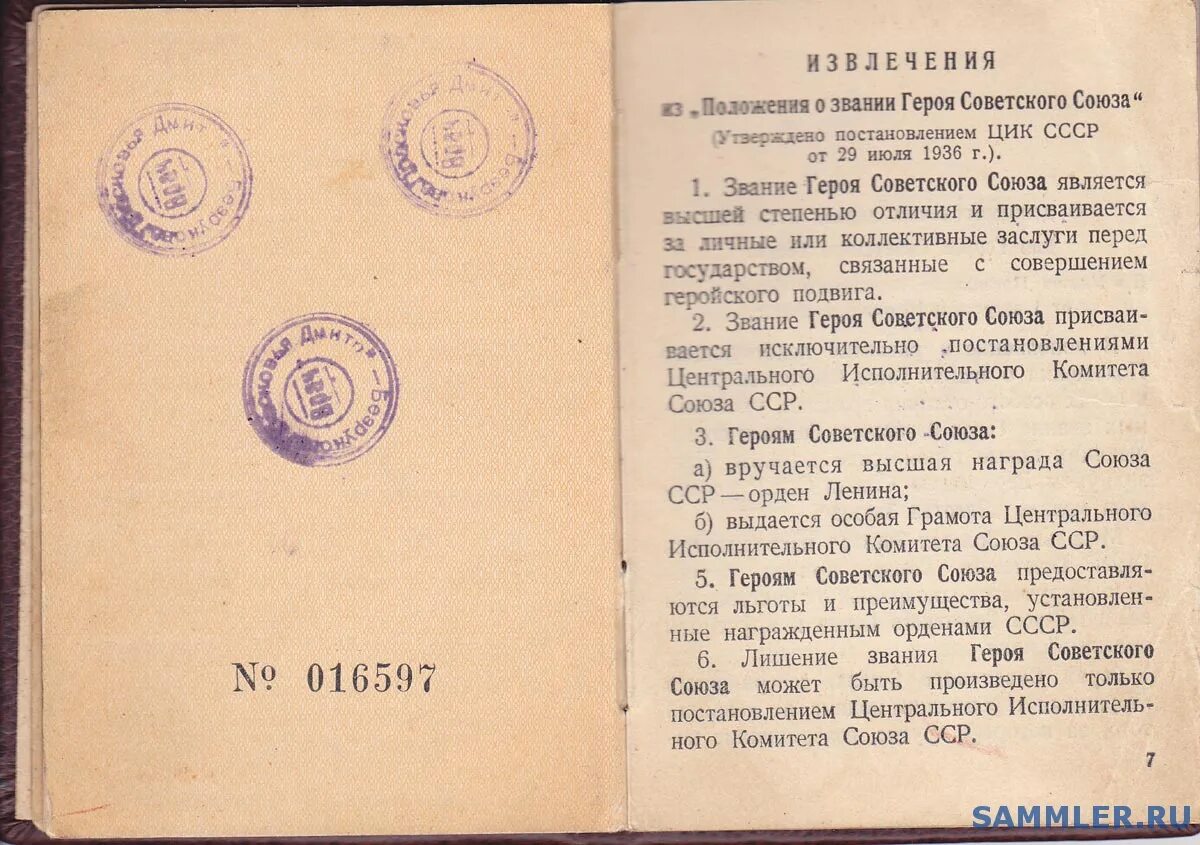 Дмит
Безруков
№ 016597
ИЗВЛЕЧЕНИЯ
из „Положения о звании Героя Советского Союза“
(Утверждено постановлением ЦИК СССР
от 29 июля 1936 г.).
1. Звание Героя Советского Союза является
высшей степенью отличия и присваивается
за личные или коллективные заслуги перед
государством, связанные с совершением
геройского подвига.
2. Звание Героя Советского Союза присваи-
вается исключительно постановлениями
Центрального Исполнительного Комитета
Союза ССР.
3. Героям Советского Союза:
а) вручается высшая награда Союза
ССР — орден Ленина;
б) выдается особая Грамота Центрального
Исполнительного Комитета Союза ССР.
5. Героям Советского Союза предоставля-
ются льготы и преимущества, установлен-
ные награжденным орденами СССР.
6. Лишение звания Героя Советского
Союза может быть произведено только
постановлением Центрального Исполнитель-
ного Комитета Союза ССР.
7
SAMMLER.RU